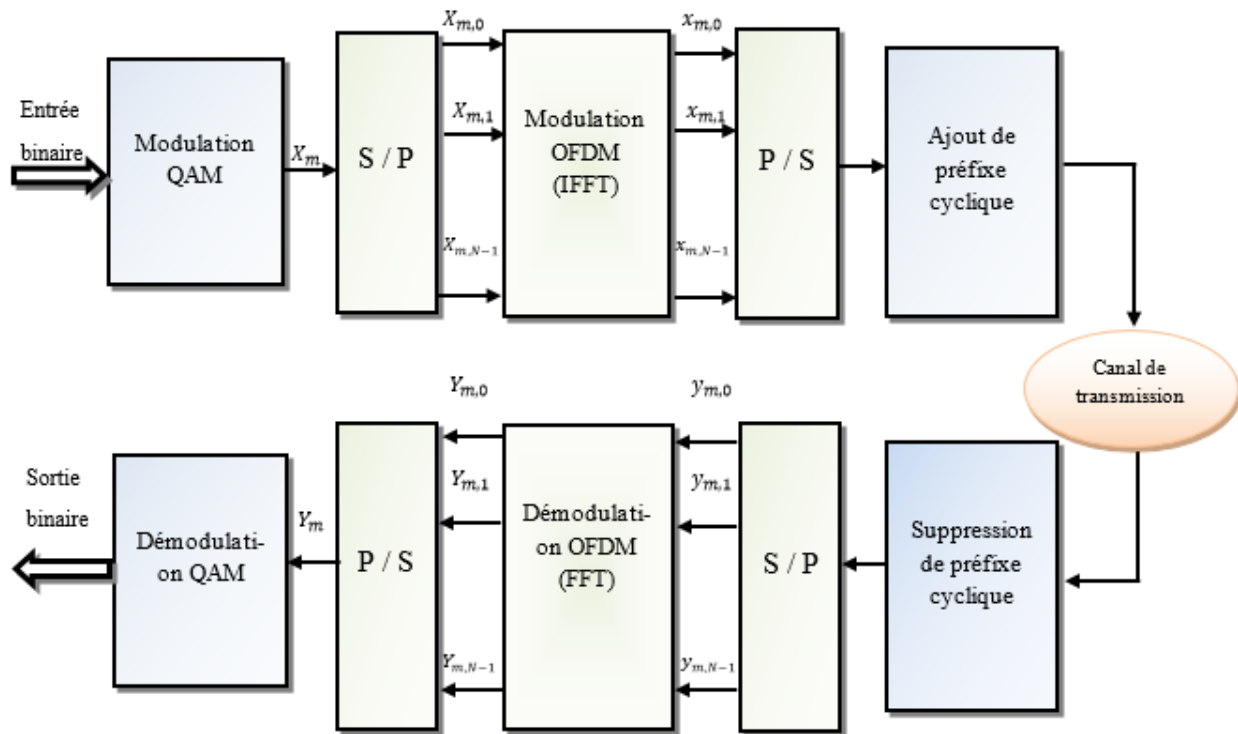 Entrée
binaire
Modulation
QAM
X_m
S / P
X_{m,0}
X_{m,1}
X_{m,N-1}
Modulation
OFDM
(IFFT)
x_{m,0}
x_{m,1}
x_{m,N-1}
P / S
Ajout de
préfixe
cyclique
Canal de
transmission
Suppression
de préfixe
cyclique
S / P
y_{m,0}
y_{m,1}
y_{m,N-1}
Démodulati-
on OFDM
(FFT)
Y_{m,0}
Y_{m,1}
Y_{m,N-1}
P / S
Y_m
Démodulati-
on QAM
Sortie
binaire